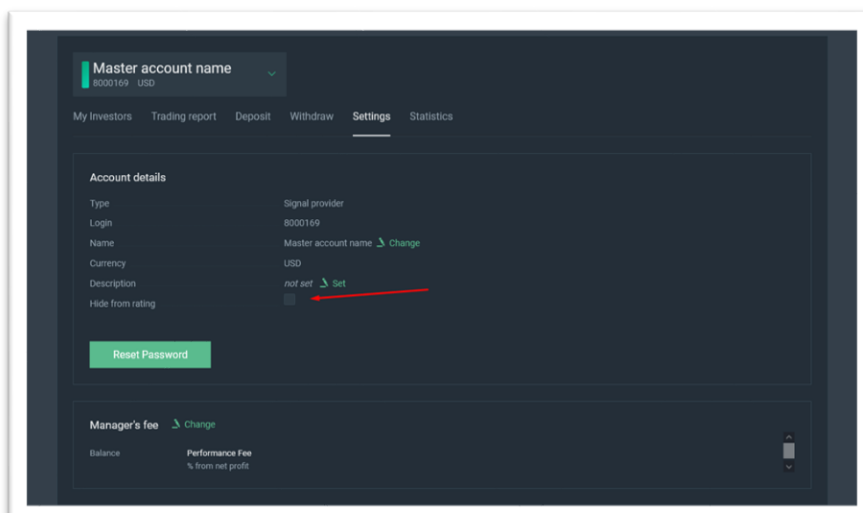 Master account name
8000169 USD
My Investors Trading report Deposit Withdraw Settings Statistics
Account details
Type Signal provider
Login 8000169
Name Master account name Change
Currency USD
Description not set Set
Hide from rating
Reset Password
Manager's fee Change
Balance Performance Fee
% from net profit